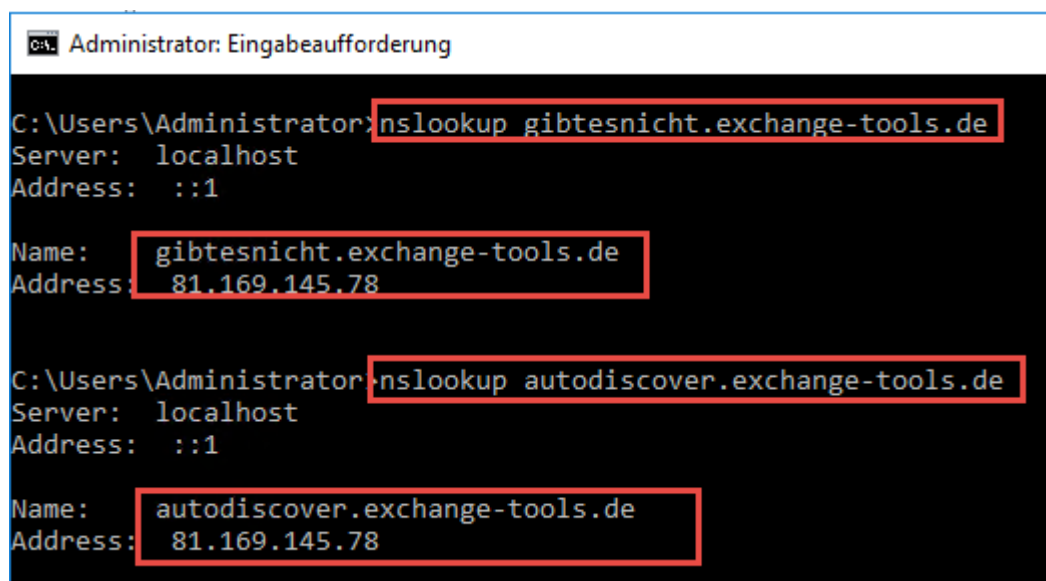 Administrator: Eingabeaufforderung
C:\Users\Administrator>nslookup gibtesnicht.exchange-tools.de
Server: localhost
Address: ::1
Name: gibtesnicht.exchange-tools.de
Address: 81.169.145.78
C:\Users\Administrator>nslookup autodiscover.exchange-tools.de
Server: localhost
Address: ::1
Name: autodiscover.exchange-tools.de
Address: 81.169.145.78